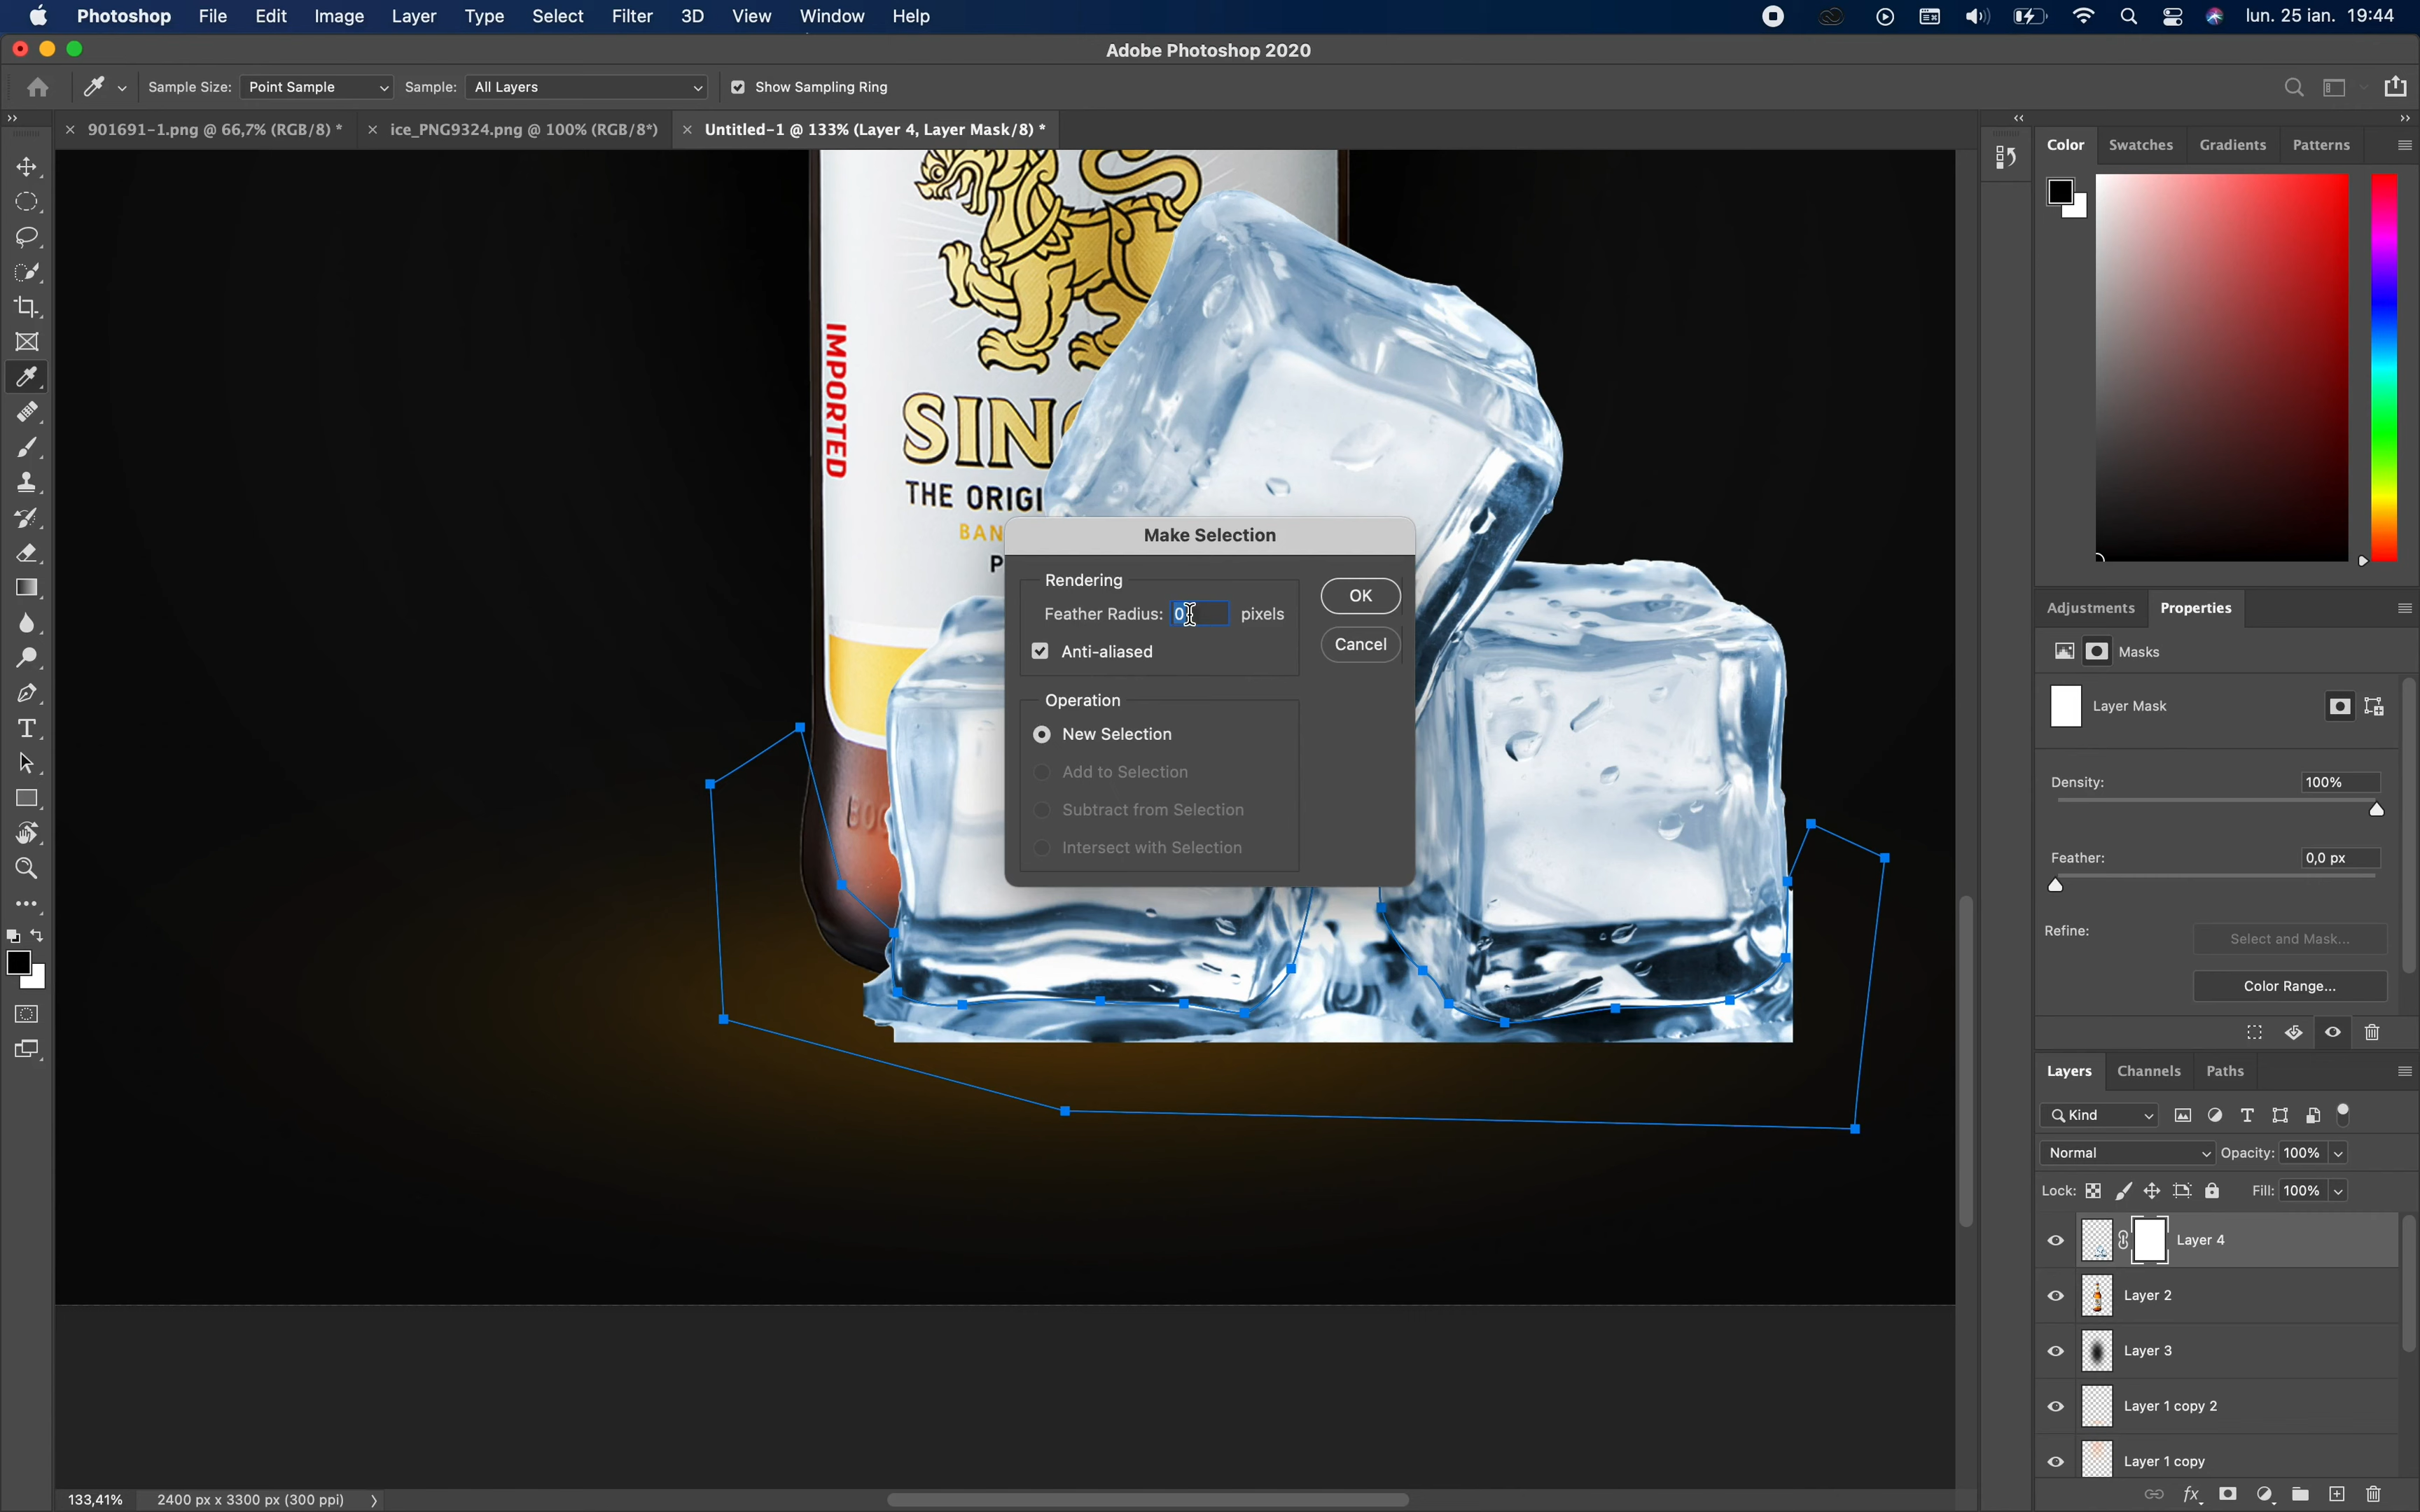 Photoshop File Edit Image Layer Type Select Filter 3D View Window Help lun. 25 ian. 19:44
Adobe Photoshop 2020
Sample Size: Point Sample Sample: All Layers Show Sampling Ring
901691-1.png @ 66,7% (RGB/8) * ice_PNG9324.png @ 100% (RGB/8*) Untitled-1 @ 133% (Layer 4, Layer Mask/8) *
Color Swatches Gradients Patterns
IMPORTED
SIN
THE ORIGI
BAN
P
BOO
Make Selection
Rendering
Feather Radius: 0 pixels
Anti-aliased
OK
Cancel
Operation
New Selection
Add to Selection
Subtract from Selection
Intersect with Selection
Adjustments Properties
Masks
Layer Mask
Density: 100%
Feather: 0,0 px
Refine: Select and Mask...
Color Range...
Layers Channels Paths
Kind
Normal Opacity: 100%
Lock: Fill: 100%
Layer 4
Layer 2
Layer 3
Layer 1 copy 2
Layer 1 copy
133,41% 2400 px x 3300 px (300 ppi)